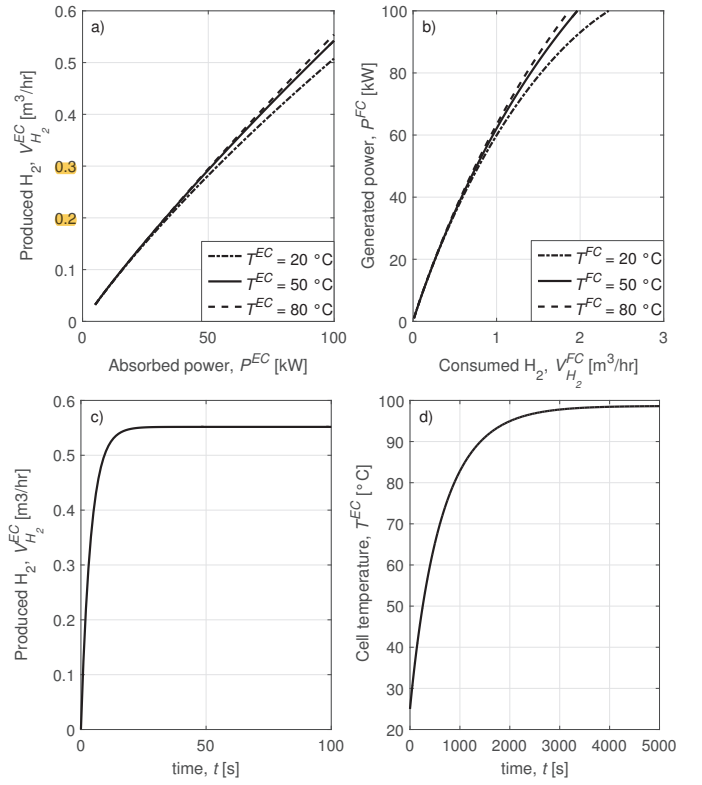 a)
Produced H2, V^EC_H2 [m³/hr]
0.6
0.5
0.4
0.3
0.2
0.1
0
0 50 100
Absorbed power, P^EC [kW]
T^EC = 20 °C
T^EC = 50 °C
T^EC = 80 °C
b)
Generated power, P^FC [kW]
100
80
60
40
20
0
0 1 2 3
Consumed H2, V^FC_H2 [m³/hr]
T^FC = 20 °C
T^FC = 50 °C
T^FC = 80 °C
c)
Produced H2, V^EC_H2 [m3/hr]
0.6
0.5
0.4
0.3
0.2
0.1
0
0 50 100
time, t [s]
d)
Cell temperature, T^EC [°C]
100
90
80
70
60
50
40
30
20
0 1000 2000 3000 4000 5000
time, t [s]